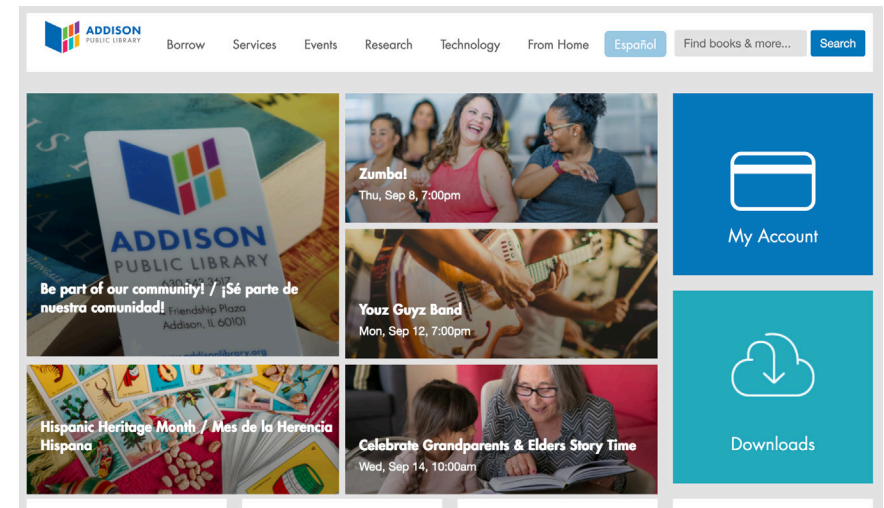 ADDISON
PUBLIC LIBRARY
Borrow
Services
Events
Research
Technology
From Home
Español
Find books & more...
Search
ADDISON
PUBLIC LIBRARY
Be part of our community! / ¡Sé parte de
nuestra comunidad!
Friendship Plaza
Addison, IL 60101
www.addisonlibrary.org
Zumba!
Thu, Sep 8, 7:00pm
Youz Guyz Band
Mon, Sep 12, 7:00pm
My Account
Hispanic Heritage Month / Mes de la Herencia
Hispana
Celebrate Grandparents & Elders Story Time
Wed, Sep 14, 10:00am
Downloads